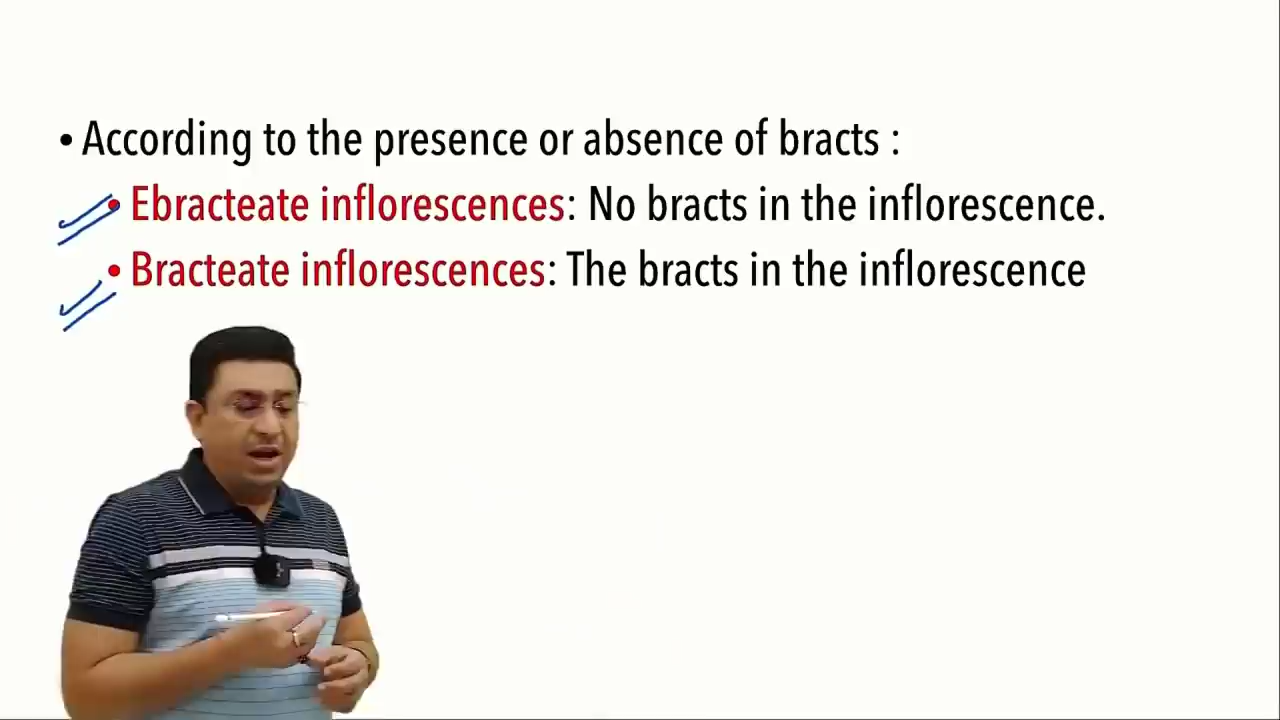 • According to the presence or absence of bracts :
• Ebracteate inflorescences: No bracts in the inflorescence.
• Bracteate inflorescences: The bracts in the inflorescence